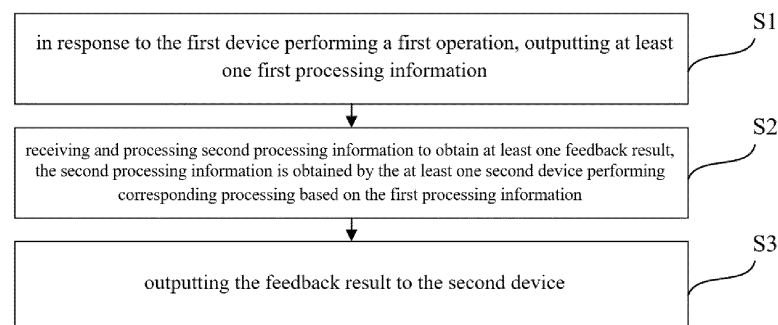 S1
in response to the first device performing a first operation, outputting at least
one first processing information
S2
receiving and processing second processing information to obtain at least one feedback result,
the second processing information is obtained by the at least one second device performing
corresponding processing based on the first processing information
S3
outputting the feedback result to the second device